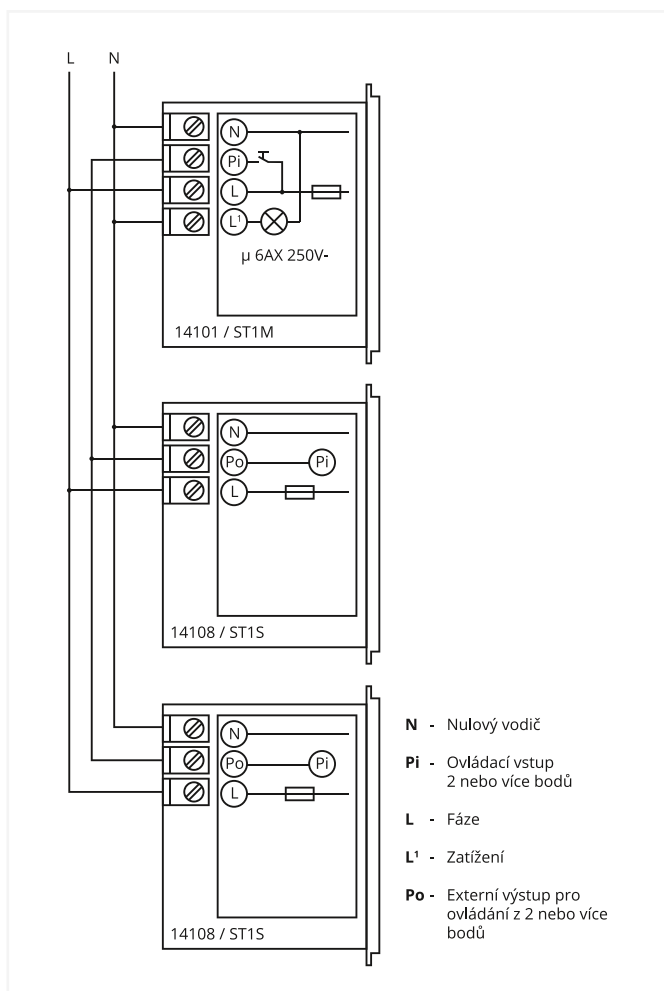 L N
N
Pi
L
L¹
µ 6AX 250V-
14101 / ST1M
N
Po Pi
L
14108 / ST1S
N
Po Pi
L
14108 / ST1S
N - Nulový vodič
Pi - Ovládací vstup
2 nebo více bodů
L - Fáze
L¹ - Zatížení
Po - Externí výstup pro
ovládání z 2 nebo více
bodů